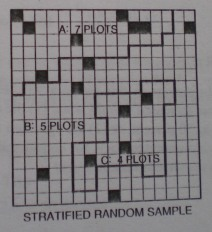 A: 7 PLOTS
B: 5 PLOTS
C: 4 PLOTS
STRATIFIED RANDOM SAMPLE